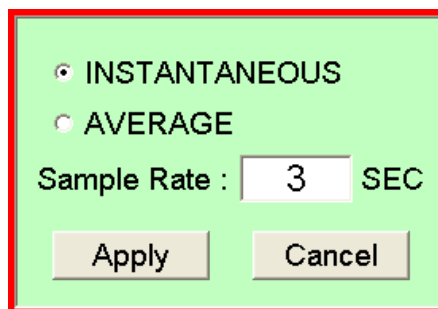 INSTANTANEOUS
AVERAGE
Sample Rate : 3 SEC
Apply Cancel